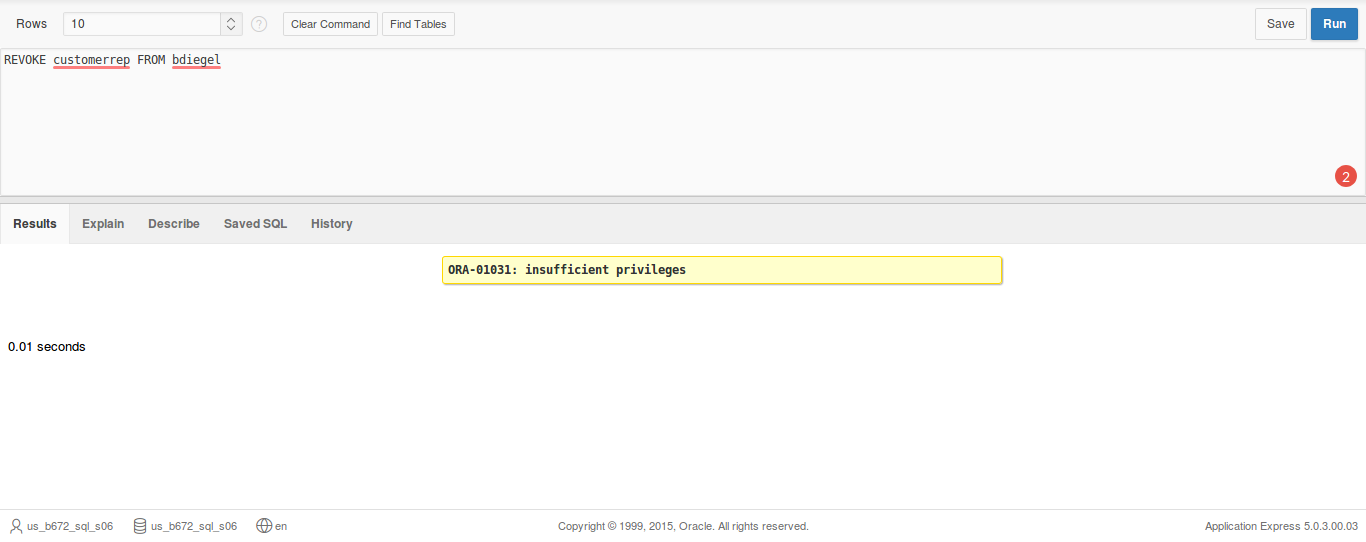 Rows 10 ? Clear Command Find Tables Save Run
REVOKE customerrep FROM bdiegel
2
Results Explain Describe Saved SQL History
ORA-01031: insufficient privileges
0.01 seconds
us_b672_sql_s06 us_b672_sql_s06 en Copyright © 1999, 2015, Oracle. All rights reserved. Application Express 5.0.3.00.03